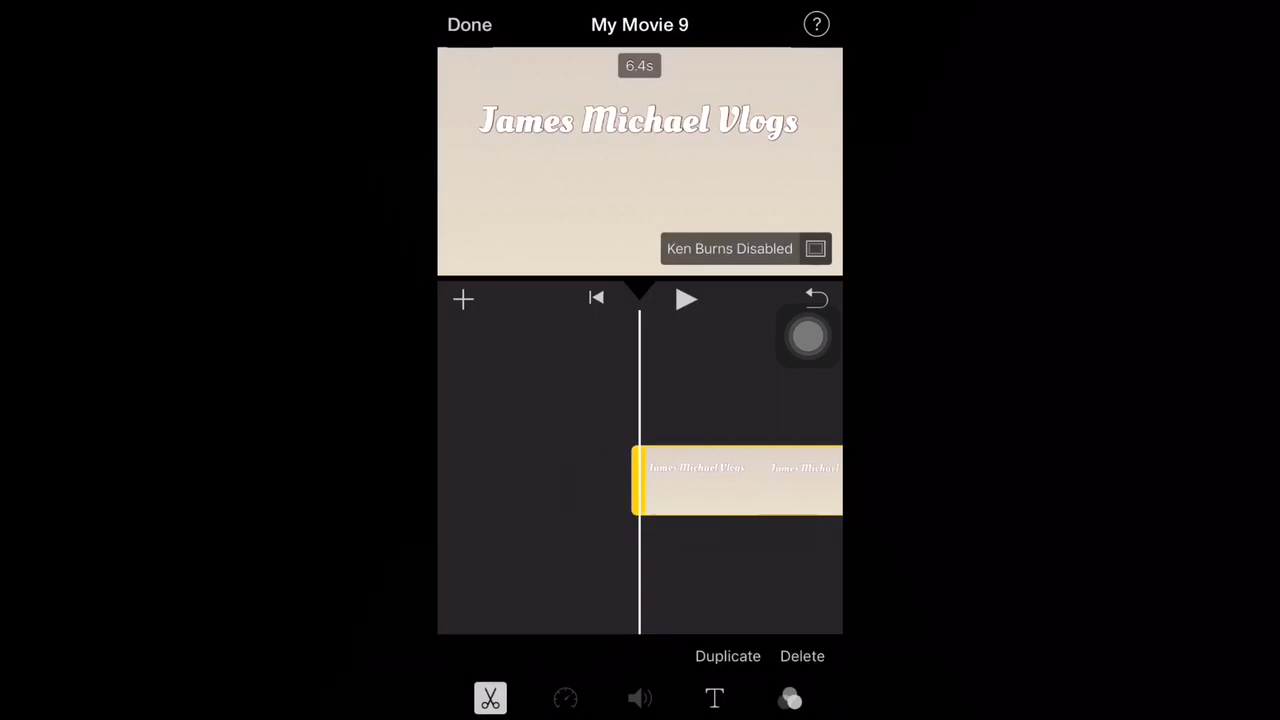 Done
My Movie 9
?
6.4s
James Michael Vlogs
Ken Burns Disabled
James Michael Vlogs
James Michael
Duplicate
Delete
T